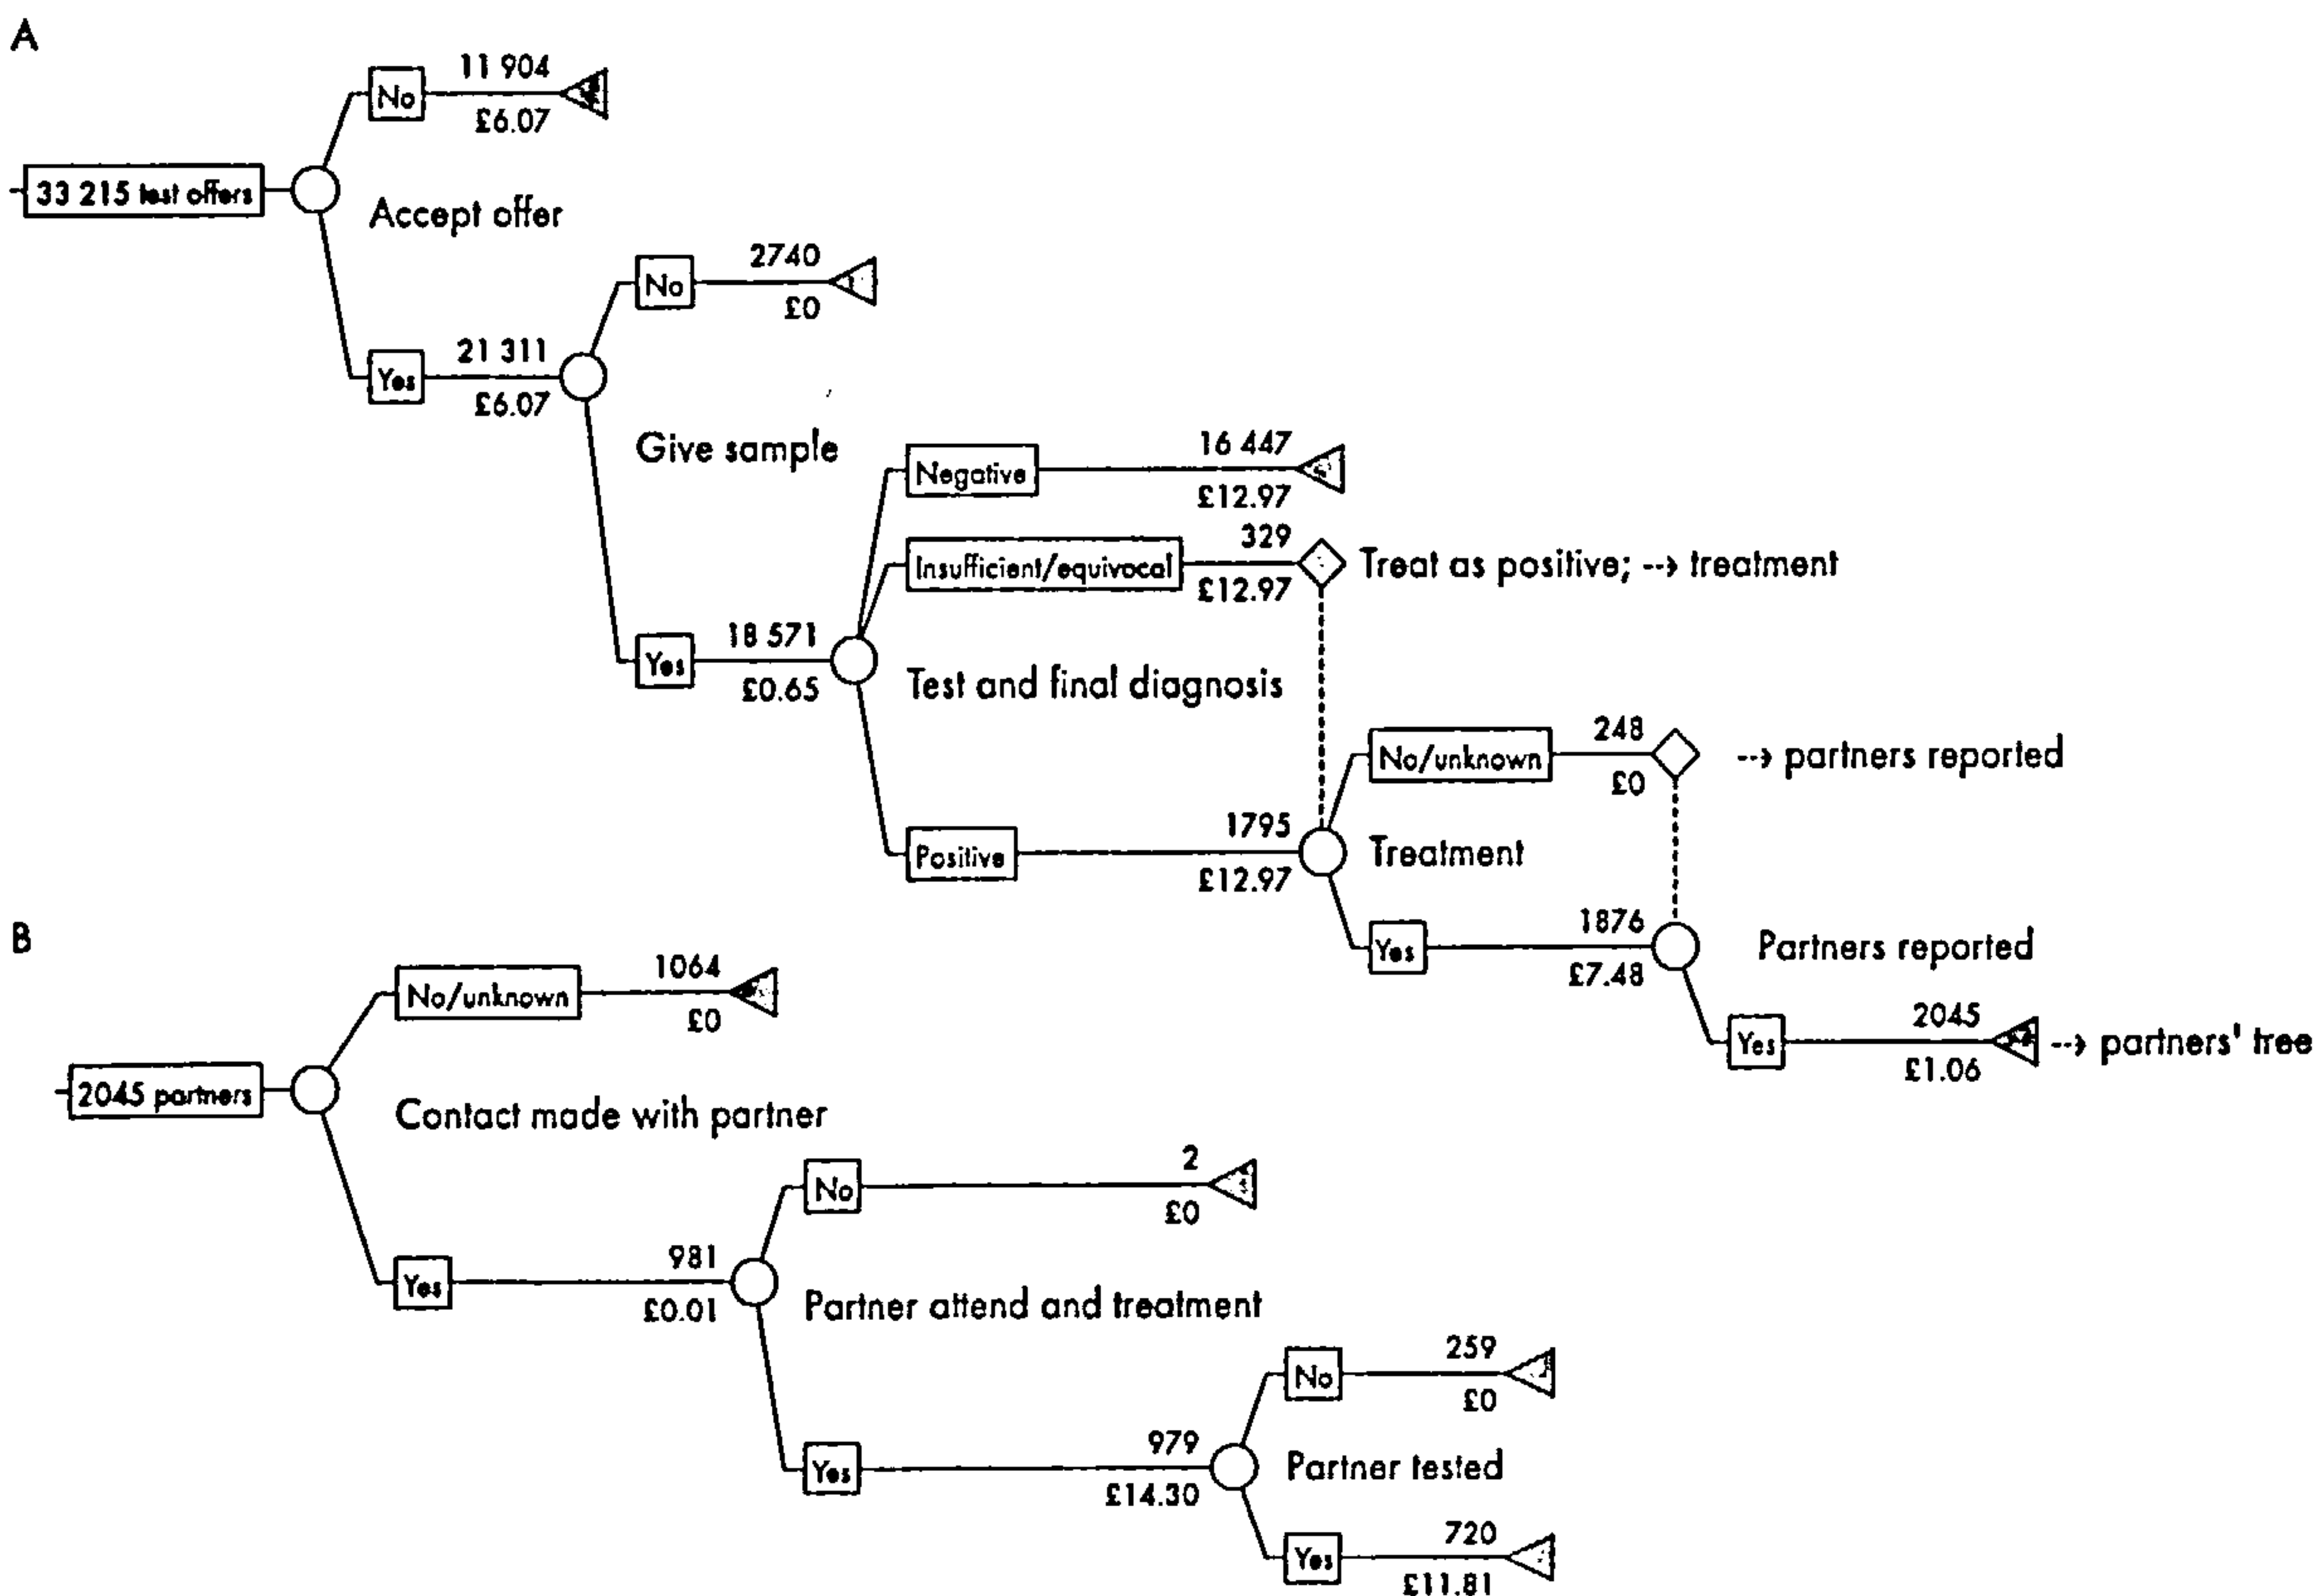 A
No
11 904
£6.07
33 215 test offers
Accept offer
Yes
21 311
£6.07
No
2740
£0
Give sample
Yes
18 571
£0.65
Negative
16 447
£12.97
Insufficient/equivocal
329
£12.97
Treat as positive; --> treatment
Test and final diagnosis
Positive
1795
£12.97
No/unknown
248
£0
--> partners reported
Treatment
Yes
1876
£7.48
Partners reported
Yes
2045
£1.06
--> partners' tree
B
No/unknown
1064
£0
2045 partners
Contact made with partner
Yes
981
£0.01
No
2
£0
Partner attend and treatment
Yes
979
£14.30
No
259
£0
Partner tested
Yes
720
£11.81